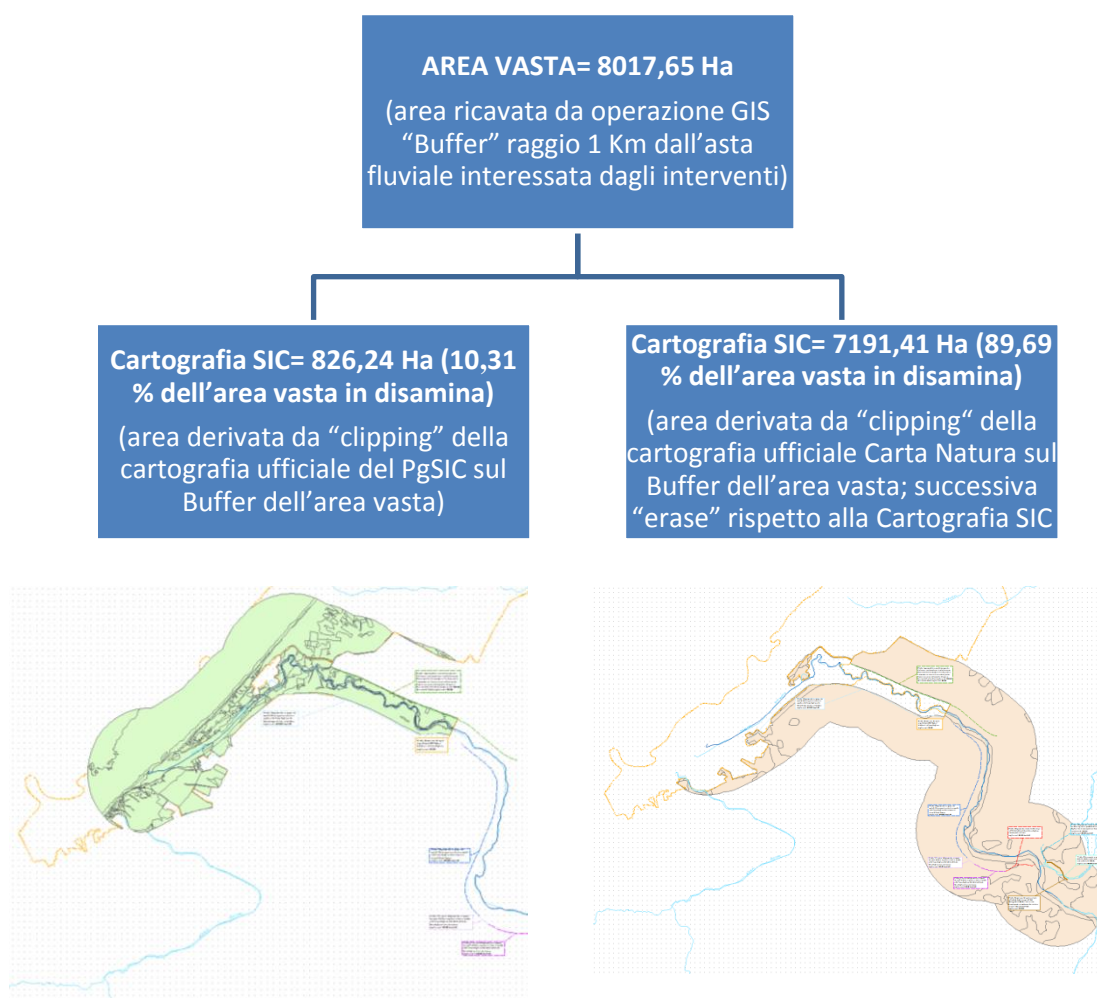 AREA VASTA= 8017,65 Ha
(area ricavata da operazione GIS
“Buffer” raggio 1 Km dall’asta
fluviale interessata dagli interventi)
Cartografia SIC= 826,24 Ha (10,31
% dell’area vasta in disamina)
(area derivata da “clipping” della
cartografia ufficiale del PgSIC sul
Buffer dell’area vasta)
Cartografia SIC= 7191,41 Ha (89,69
% dell’area vasta in disamina)
(area derivata da “clipping“ della
cartografia ufficiale Carta Natura sul
Buffer dell’area vasta; successiva
“erase” rispetto alla Cartografia SIC